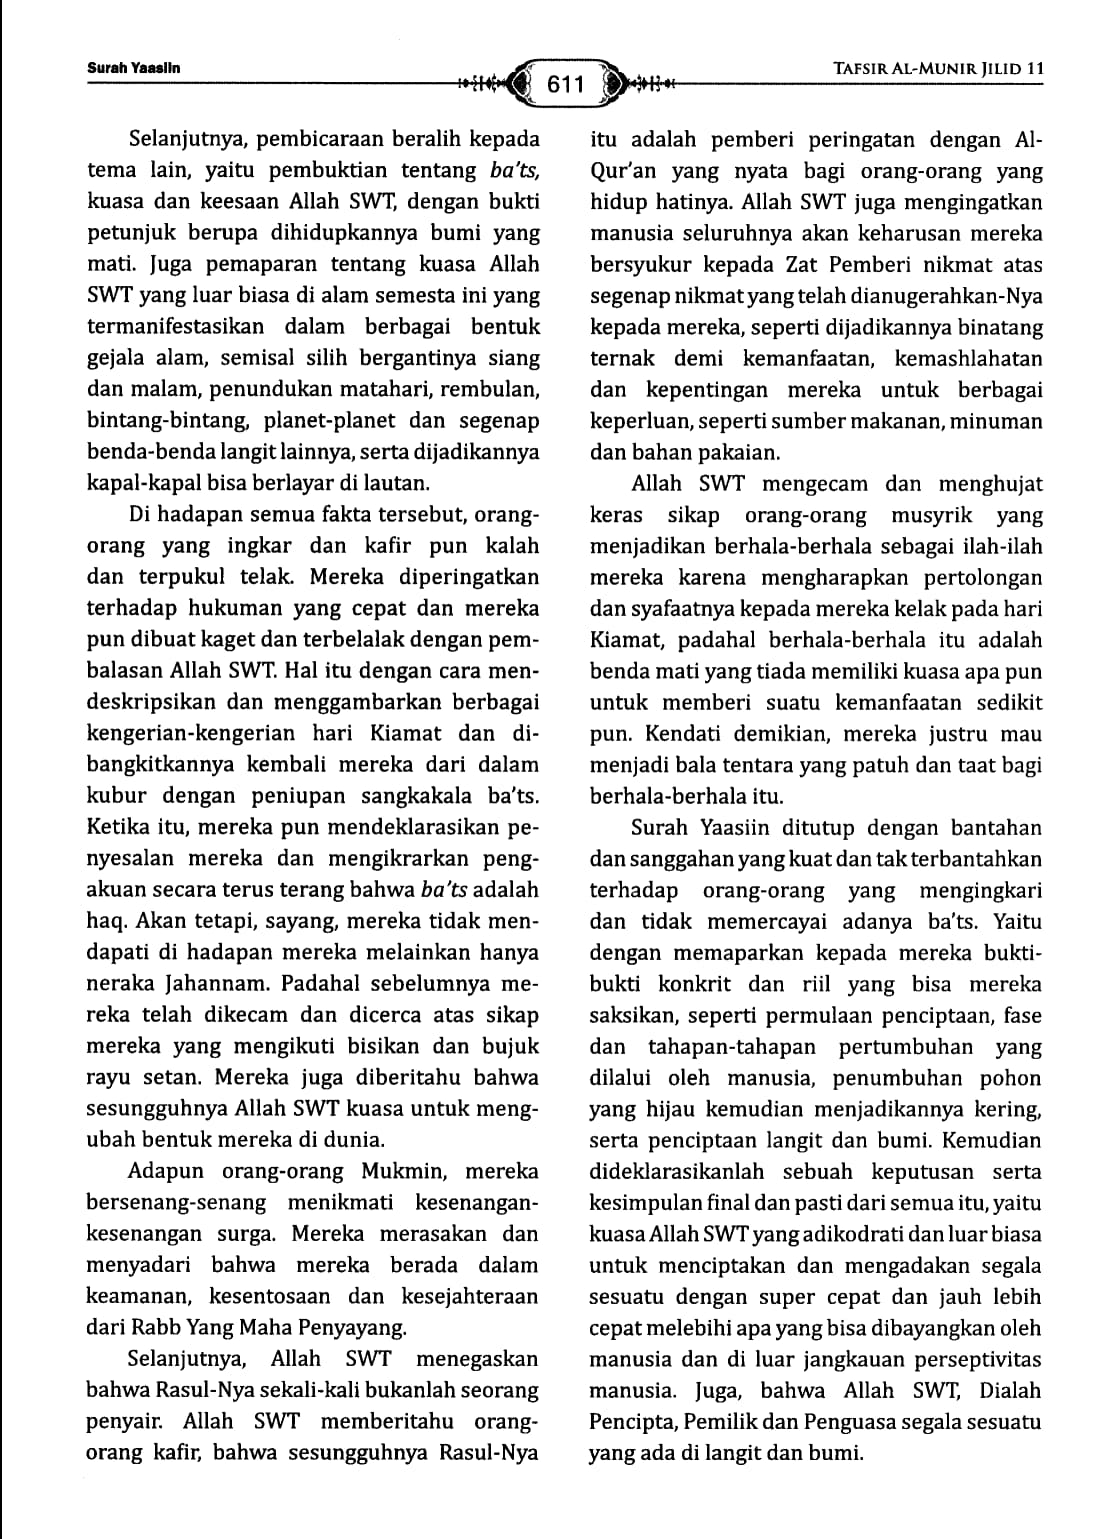 Surah Yaasiin
611
TAFSIR AL-MUNIR JILID 11
Selanjutnya, pembicaraan beralih kepada
tema lain, yaitu pembuktian tentang ba'ts,
kuasa dan keesaan Allah SWT, dengan bukti
petunjuk berupa dihidupkannya bumi yang
mati. Juga pemaparan tentang kuasa Allah
SWT yang luar biasa di alam semesta ini yang
termanifestasikan dalam berbagai bentuk
gejala alam, semisal silih bergantinya siang
dan malam, penundukan matahari, rembulan,
bintang-bintang, planet-planet dan segenap
benda-benda langit lainnya, serta dijadikannya
kapal-kapal bisa berlayar di lautan.
Di hadapan semua fakta tersebut, orang-
orang yang ingkar dan kafir pun kalah
dan terpukul telak. Mereka diperingatkan
terhadap hukuman yang cepat dan mereka
pun dibuat kaget dan terbelalak dengan pem-
balasan Allah SWT. Hal itu dengan cara men-
deskripsikan dan menggambarkan berbagai
kengerian-kengerian hari Kiamat dan di-
bangkitkannya kembali mereka dari dalam
kubur dengan peniupan sangkakala ba'ts.
Ketika itu, mereka pun mendeklarasikan pe-
nyesalan mereka dan mengikrarkan peng-
akuan secara terus terang bahwa ba'ts adalah
haq. Akan tetapi, sayang, mereka tidak men-
dapati di hadapan mereka melainkan hanya
neraka Jahannam. Padahal sebelumnya me-
reka telah dikecam dan dicerca atas sikap
mereka yang mengikuti bisikan dan bujuk
rayu setan. Mereka juga diberitahu bahwa
sesungguhnya Allah SWT kuasa untuk meng-
ubah bentuk mereka di dunia.
Adapun orang-orang Mukmin, mereka
bersenang-senang menikmati kesenangan-
kesenangan surga. Mereka merasakan dan
menyadari bahwa mereka berada dalam
keamanan, kesentosaan dan kesejahteraan
dari Rabb Yang Maha Penyayang.
Selanjutnya, Allah SWT menegaskan
bahwa Rasul-Nya sekali-kali bukanlah seorang
penyair. Allah SWT memberitahu orang-
orang kafir, bahwa sesungguhnya Rasul-Nya
itu adalah pemberi peringatan dengan Al-
Qur'an yang nyata bagi orang-orang yang
hidup hatinya. Allah SWT juga mengingatkan
manusia seluruhnya akan keharusan mereka
bersyukur kepada Zat Pemberi nikmat atas
segenap nikmat yang telah dianugerahkan-Nya
kepada mereka, seperti dijadikannya binatang
ternak demi kemanfaatan, kemashlahatan
dan kepentingan mereka untuk berbagai
keperluan, seperti sumber makanan, minuman
dan bahan pakaian.
Allah SWT mengecam dan menghujat
keras sikap orang-orang musyrik yang
menjadikan berhala-berhala sebagai ilah-ilah
mereka karena mengharapkan pertolongan
dan syafaatnya kepada mereka kelak pada hari
Kiamat, padahal berhala-berhala itu adalah
benda mati yang tiada memiliki kuasa apa pun
untuk memberi suatu kemanfaatan sedikit
pun. Kendati demikian, mereka justru mau
menjadi bala tentara yang patuh dan taat bagi
berhala-berhala itu.
Surah Yaasiin ditutup dengan bantahan
dan sanggahan yang kuat dan tak terbantahkan
terhadap orang-orang yang mengingkari
dan tidak memercayai adanya ba'ts. Yaitu
dengan memaparkan kepada mereka bukti-
bukti konkrit dan riil yang bisa mereka
saksikan, seperti permulaan penciptaan, fase
dan tahapan-tahapan pertumbuhan yang
dilalui oleh manusia, penumbuhan pohon
yang hijau kemudian menjadikannya kering,
serta penciptaan langit dan bumi. Kemudian
dideklarasikanlah sebuah keputusan serta
kesimpulan final dan pasti dari semua itu, yaitu
kuasa Allah SWT yang adikodrati dan luar biasa
untuk menciptakan dan mengadakan segala
sesuatu dengan super cepat dan jauh lebih
cepat melebihi apa yang bisa dibayangkan oleh
manusia dan di luar jangkauan perseptivitas
manusia. Juga, bahwa Allah SWT, Dialah
Pencipta, Pemilik dan Penguasa segala sesuatu
yang ada di langit dan bumi.